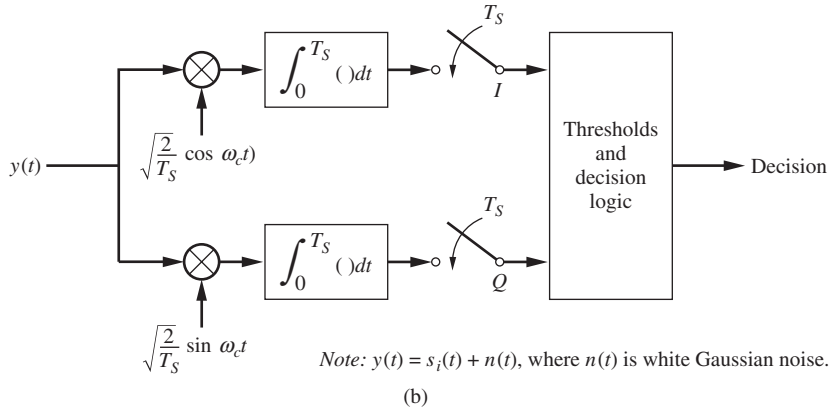 T_S
∫_0^{T_S} ( )dt
I
√(2/T_S) cos ω_c t)
y(t)
Thresholds
and
decision
logic
Decision
T_S
∫_0^{T_S} ( )dt
Q
√(2/T_S) sin ω_c t
Note: y(t) = s_i(t) + n(t), where n(t) is white Gaussian noise.
(b)